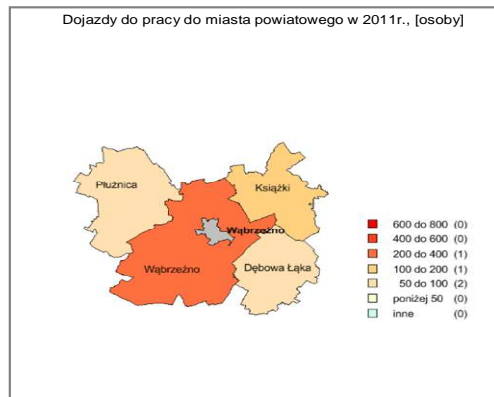 Dojazdy do pracy do miasta powiatowego w 2011r., [osoby]
Płużnica
Książki
Wąbrzeźno
Wąbrzeźno
Dębowa Łąka
600 do 800 (0)
400 do 600 (0)
200 do 400 (1)
100 do 200 (1)
50 do 100 (2)
poniżej 50 (0)
inne (0)